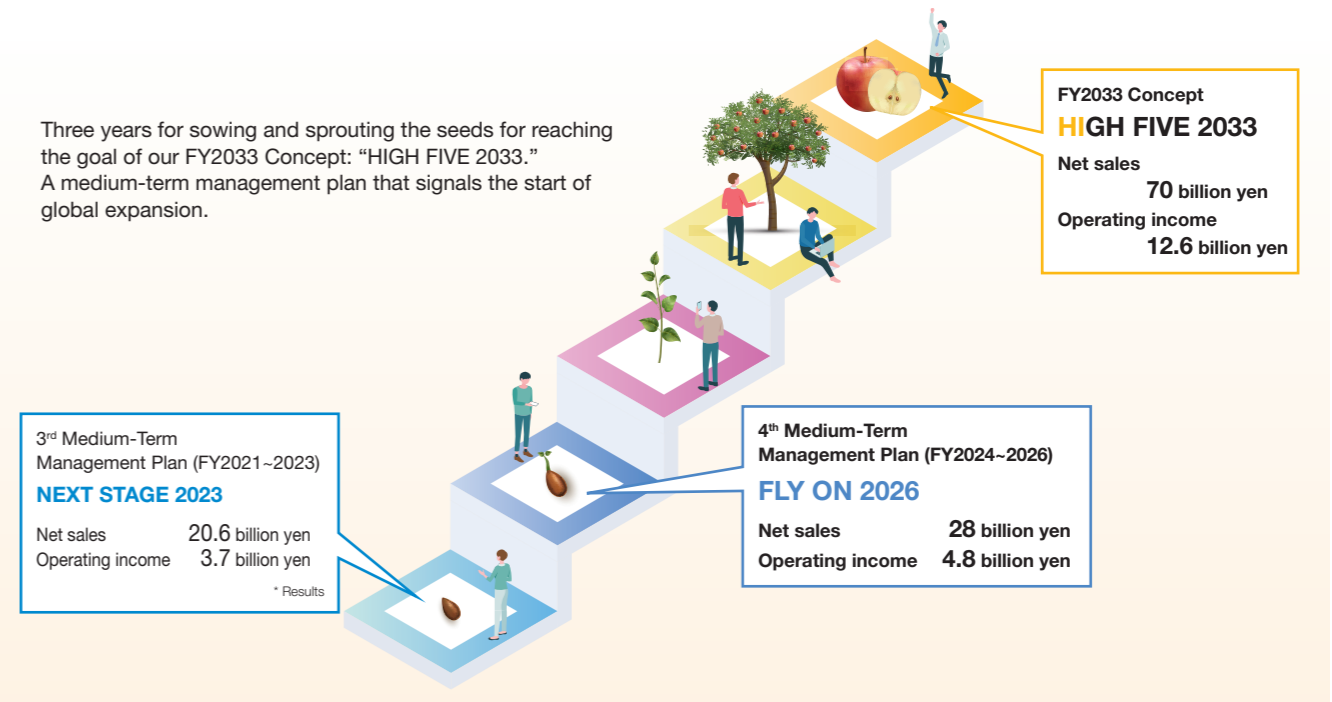 Three years for sowing and sprouting the seeds for reaching
the goal of our FY2033 Concept: “HIGH FIVE 2033.”
A medium-term management plan that signals the start of
global expansion.
FY2033 Concept
HIGH FIVE 2033
Net sales
70 billion yen
Operating income
12.6 billion yen
3rd Medium-Term
Management Plan (FY2021~2023)
NEXT STAGE 2023
Net sales 20.6 billion yen
Operating income 3.7 billion yen
* Results
4th Medium-Term
Management Plan (FY2024~2026)
FLY ON 2026
Net sales 28 billion yen
Operating income 4.8 billion yen